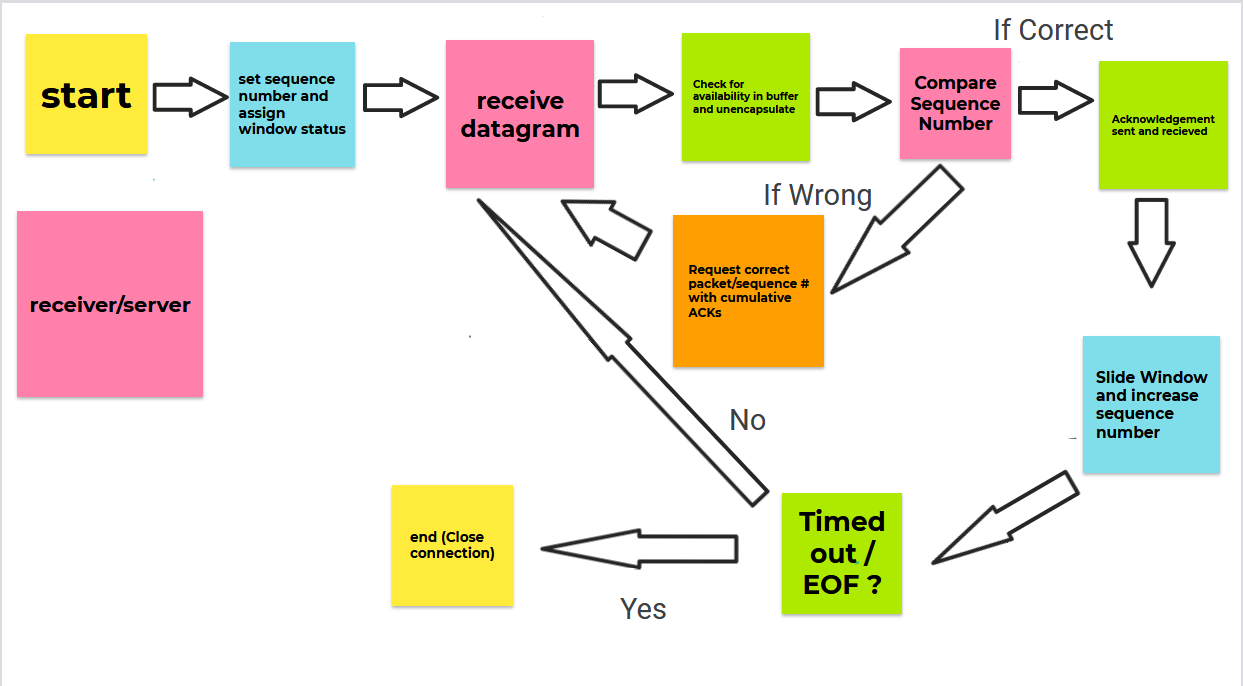 If Correct
start
set sequence
number and
assign
window status
receive
datagram
Check for
availability in buffer
and unencapsulate
Compare
Sequence
Number
Acknowledgement
sent and recieved
If Wrong
receiver/server
Request correct
packet/sequence #
with cumulative
ACKs
Slide Window
and increase
sequence
number
No
end (Close
connection)
Timed
out /
EOF ?
Yes